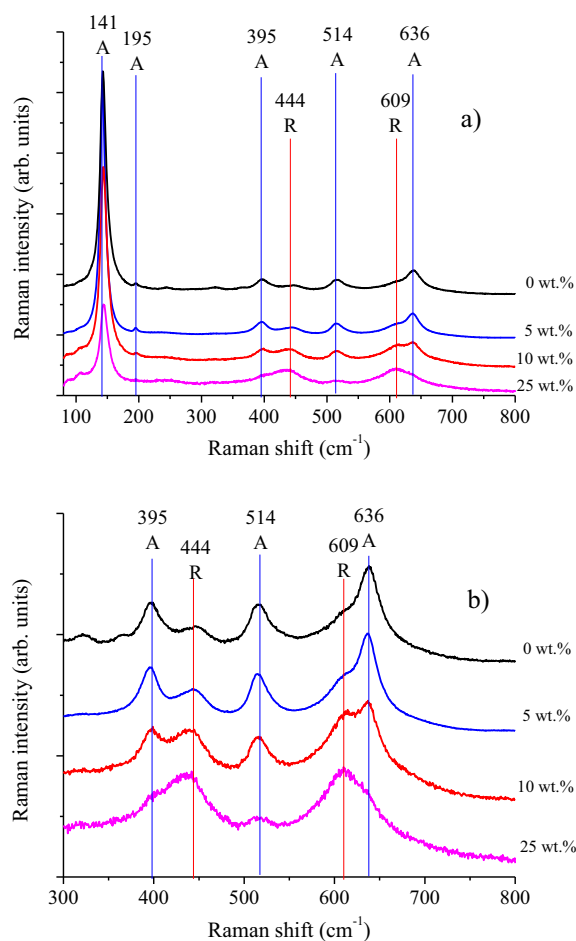 141
A
195
A
395
A
444
R
514
A
609
R
636
A
a)
Raman intensity (arb. units)
0 wt.%
5 wt.%
10 wt.%
25 wt.%
100 200 300 400 500 600 700 800
Raman shift (cm⁻¹)
395
A
444
R
514
A
609
R
636
A
b)
Raman intensity (arb. units)
0 wt.%
5 wt.%
10 wt.%
25 wt.%
300 400 500 600 700 800
Raman shift (cm⁻¹)